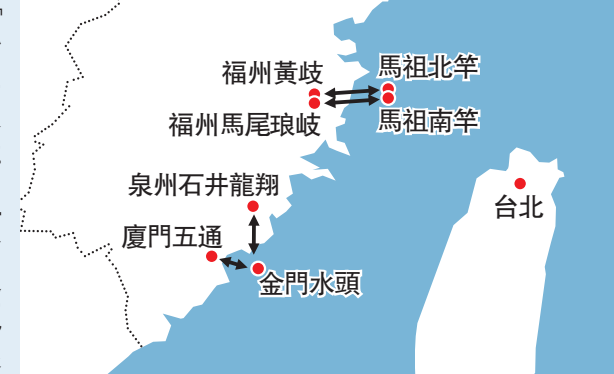 福州黃歧
馬祖北竿
福州馬尾琅岐
馬祖南竿
泉州石井龍翔
台北
廈門五通
金門水頭